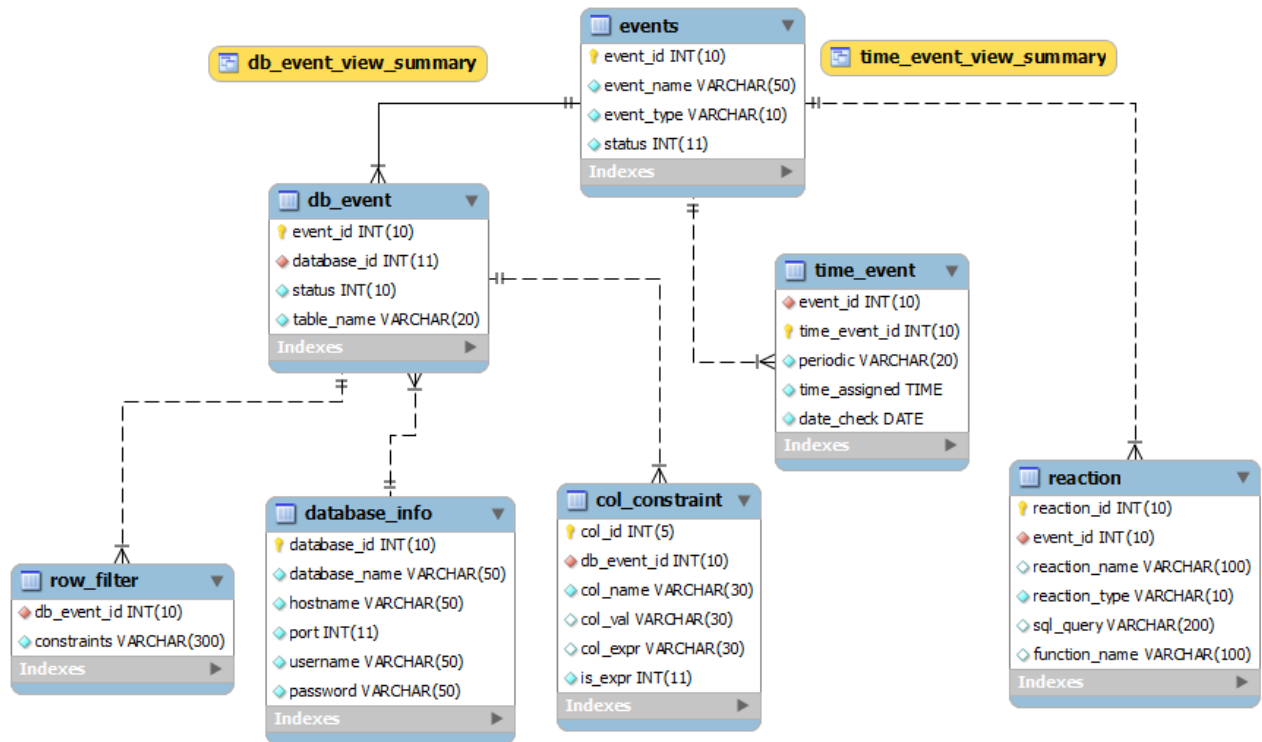 db_event_view_summary
events
event_id INT(10)
event_name VARCHAR(50)
event_type VARCHAR(10)
status INT(11)
Indexes
time_event_view_summary
db_event
event_id INT(10)
database_id INT(11)
status INT(10)
table_name VARCHAR(20)
Indexes
time_event
event_id INT(10)
time_event_id INT(10)
periodic VARCHAR(20)
time_assigned TIME
date_check DATE
Indexes
row_filter
db_event_id INT(10)
constraints VARCHAR(300)
Indexes
database_info
database_id INT(10)
database_name VARCHAR(50)
hostname VARCHAR(50)
port INT(11)
username VARCHAR(50)
password VARCHAR(50)
Indexes
col_constraint
col_id INT(5)
db_event_id INT(10)
col_name VARCHAR(30)
col_val VARCHAR(30)
col_expr VARCHAR(30)
is_expr INT(11)
Indexes
reaction
reaction_id INT(10)
event_id INT(10)
reaction_name VARCHAR(100)
reaction_type VARCHAR(10)
sql_query VARCHAR(200)
function_name VARCHAR(100)
Indexes